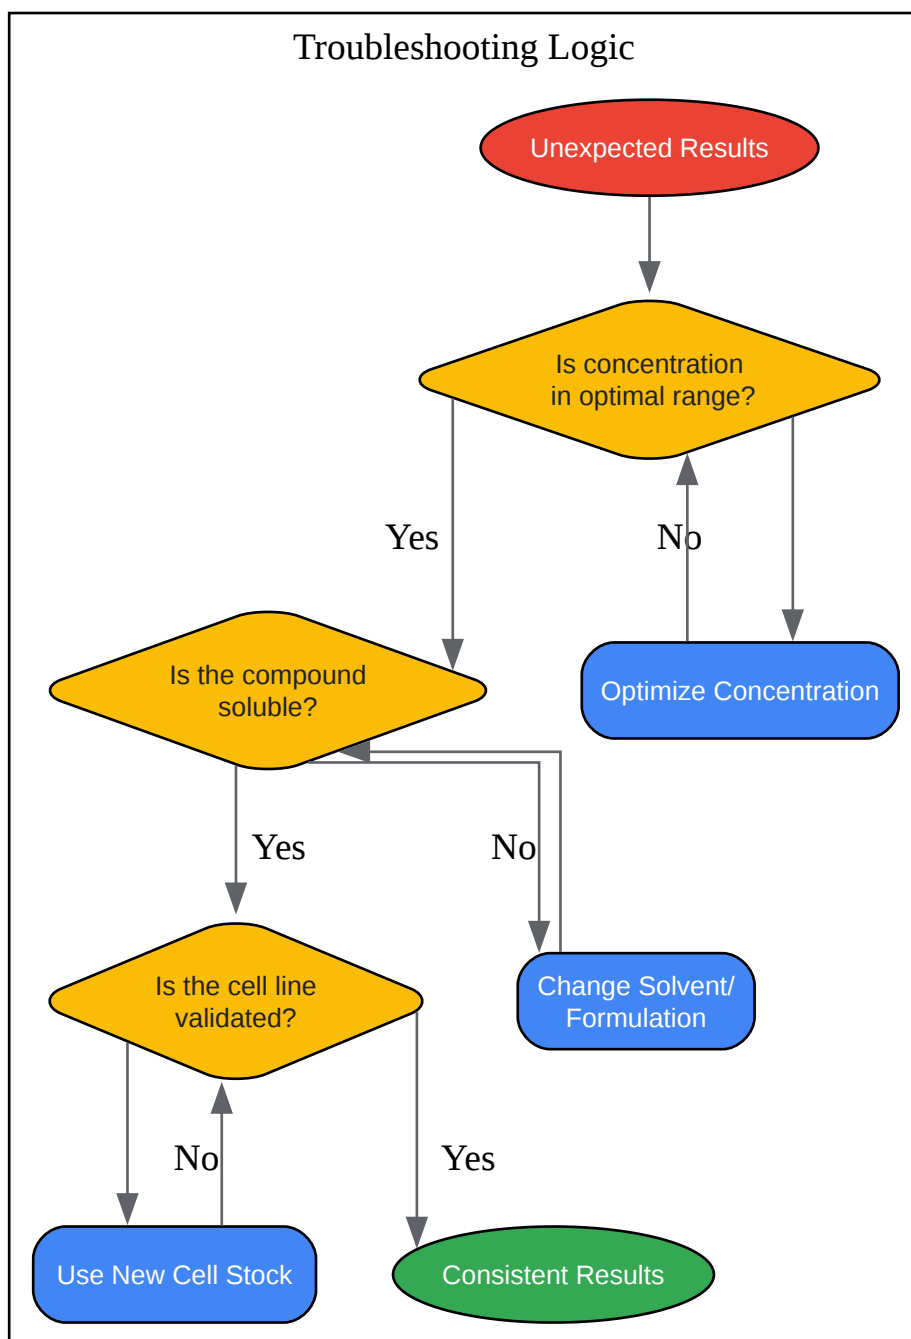 Troubleshooting Logic
Unexpected Results
Is concentration
in optimal range?
Yes
No
Is the compound
soluble?
Optimize Concentration
Yes
No
Is the cell line
validated?
Change Solvent/
Formulation
No
Yes
Use New Cell Stock
Consistent Results